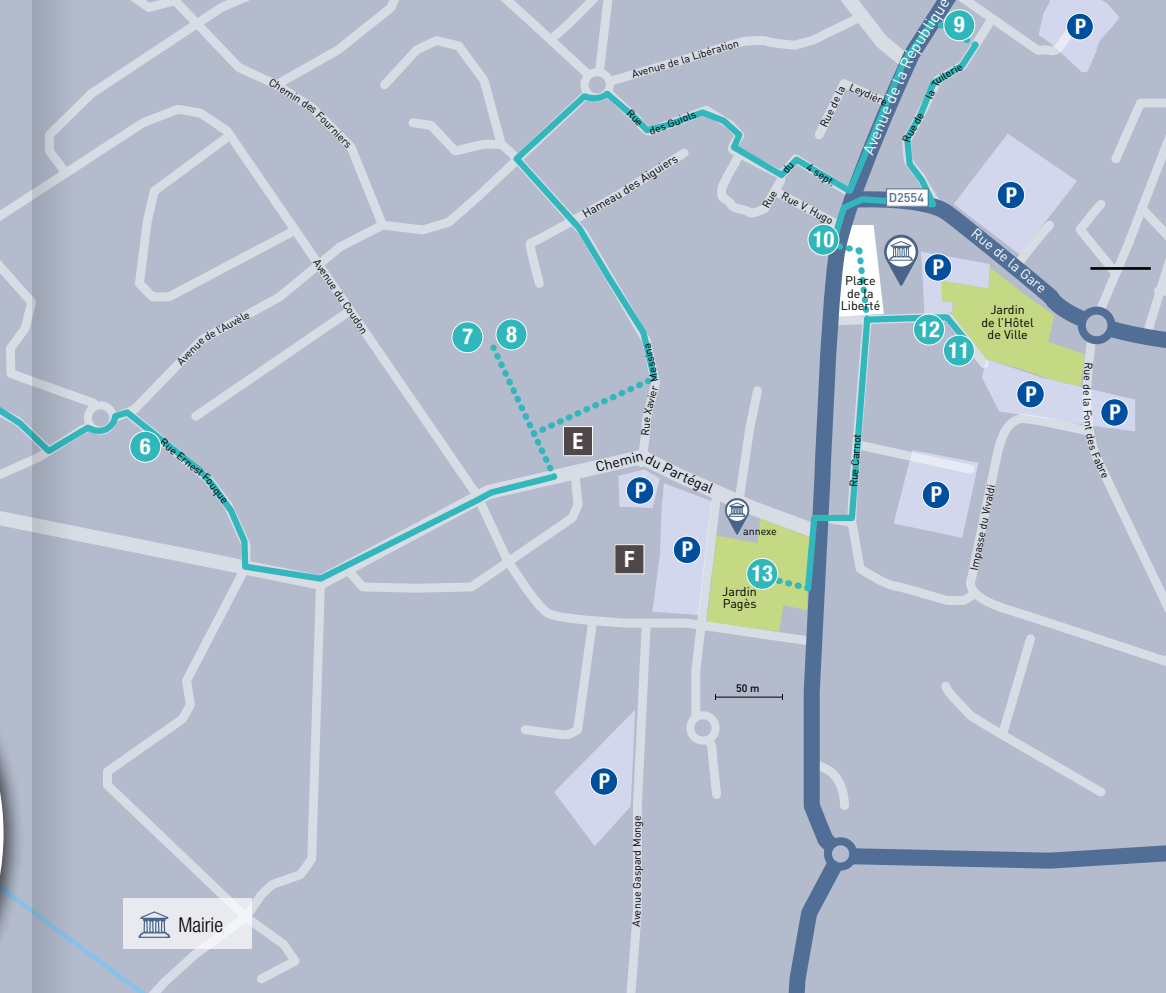 9
P
Avenue de la République
Avenue de la Libération
Rue de la Tuilerie
Chemin des Fourniers
Rue de la Leydière
Rue des Guiols
Rue du 4 sept.
Hameau des Aiguiers
Rue V. Hugo
D2554
P
10
Rue de la Gare
P
Place
de la
Liberté
Jardin
de l'Hôtel
de Ville
Avenue du Coudon
Avenue de l'Auvèle
7
8
12
11
Rue Xavier Messina
P
P
Rue de la Font des Fabre
6
Rue Ernest Fouque
E
Chemin du Partégal
Rue Carnot
P
P
Impasse du Vivaldi
annexe
F
P
13
Jardin
Pagès
50 m
P
Avenue Gaspard Monge
Mairie